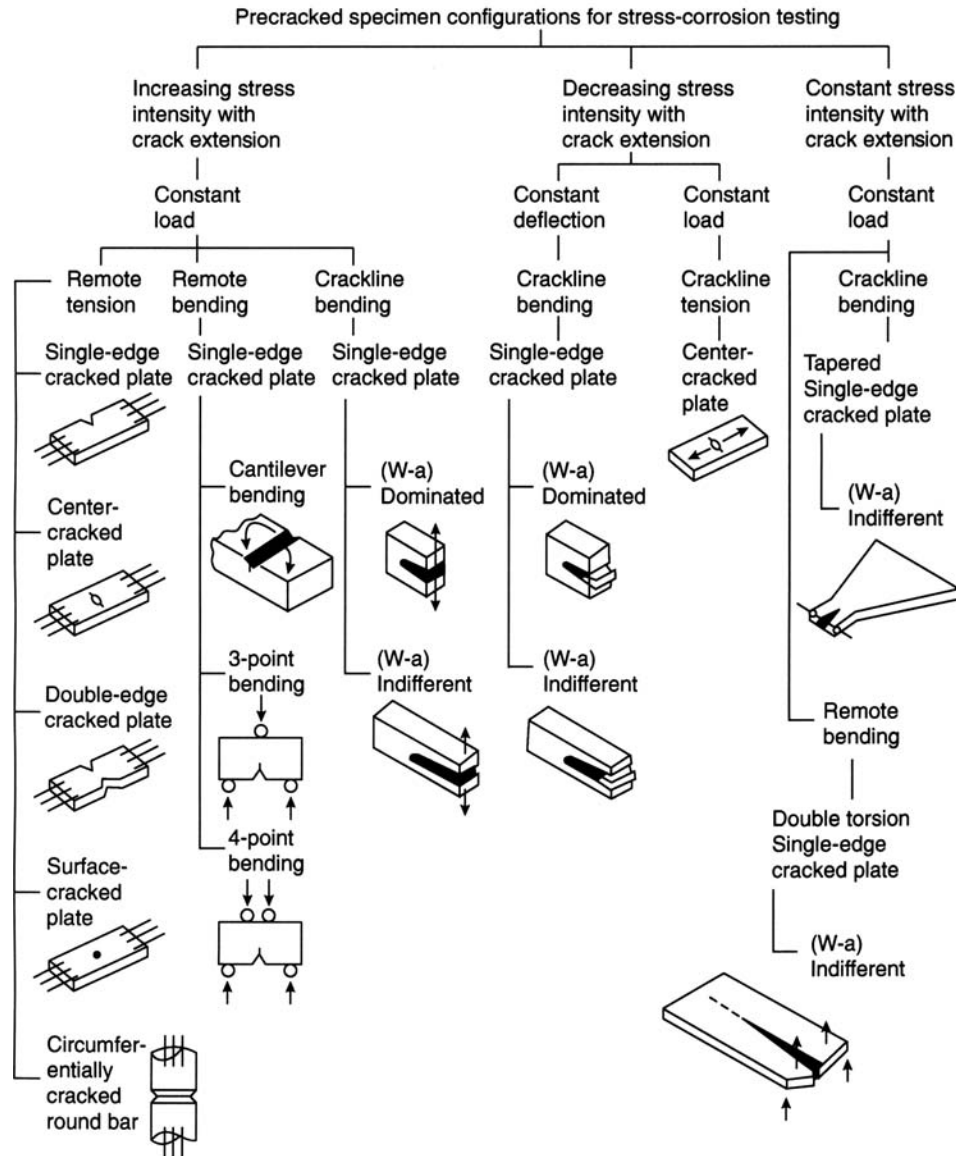 Precracked specimen configurations for stress-corrosion testing
Increasing stress
intensity with
crack extension
Constant
load
Remote
tension
Single-edge
cracked plate
Center-
cracked
plate
Double-edge
cracked plate
Surface-
cracked
plate
Circumfer-
entially
cracked
round bar
Remote
bending
Single-edge
cracked plate
Cantilever
bending
3-point
bending
4-point
bending
Crackline
bending
Single-edge
cracked plate
(W-a)
Dominated
(W-a)
Indifferent
Decreasing stress
intensity with
crack extension
Constant
deflection
Crackline
bending
Single-edge
cracked plate
(W-a)
Dominated
(W-a)
Indifferent
Constant
load
Crackline
tension
Center-
cracked
plate
Constant stress
intensity with
crack extension
Constant
load
Crackline
bending
Tapered
Single-edge
cracked plate
(W-a)
Indifferent
Remote
bending
Double torsion
Single-edge
cracked plate
(W-a)
Indifferent